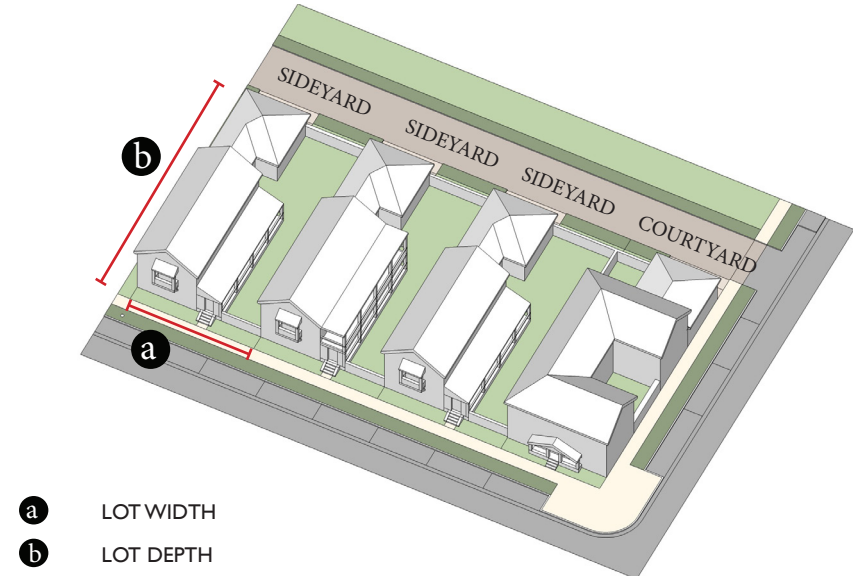 SIDEYARD
SIDEYARD
SIDEYARD
COURTYARD
b
a
a LOT WIDTH
b LOT DEPTH